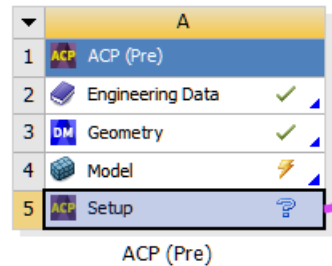 A
1 ACP ACP (Pre)
2 Engineering Data
3 DM Geometry
4 Model
5 ACP Setup ?
ACP (Pre)